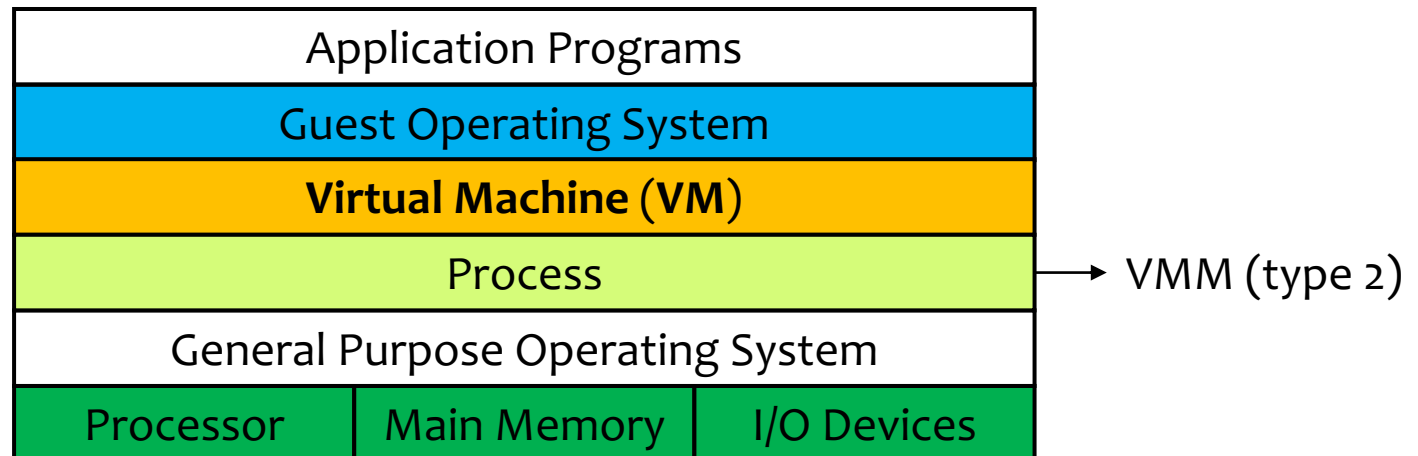 Application Programs
Guest Operating System
Virtual Machine (VM)
Process
VMM (type 2)
General Purpose Operating System
Processor
Main Memory
I/O Devices